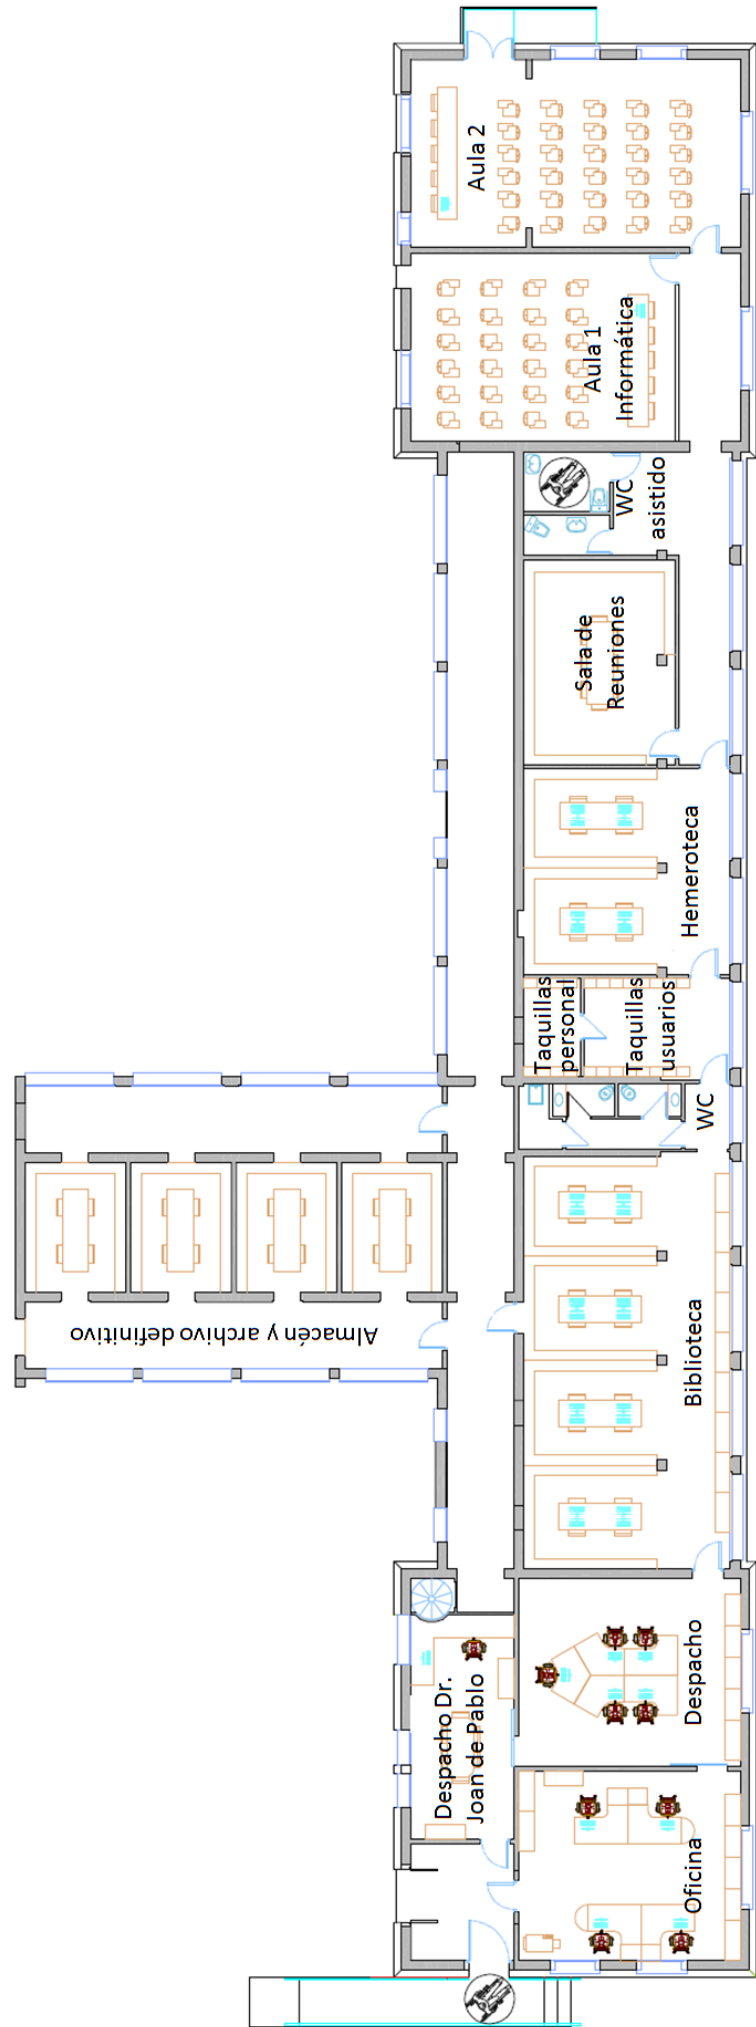 Aula 2
Aula 1
Informática
WC
asistido
Sala de
Reuniones
Hemeroteca
Taquillas
personal
Taquillas
usuarios
WC
Almacén y archivo definitivo
Biblioteca
Despacho Dr.
Joan de Pablo
Despacho
Oficina